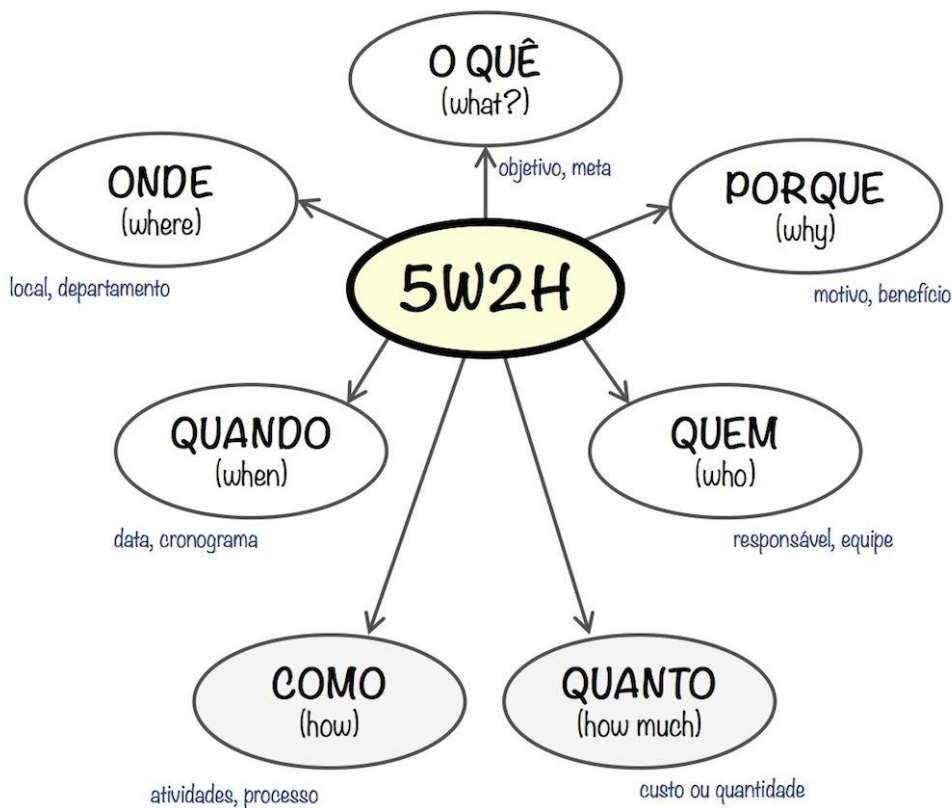 O QUÊ
(what?)
objetivo, meta
ONDE
(where)
local, departamento
PORQUE
(why)
motivo, benefício
5W2H
QUANDO
(when)
data, cronograma
QUEM
(who)
responsável, equipe
COMO
(how)
atividades, processo
QUANTO
(how much)
custo ou quantidade